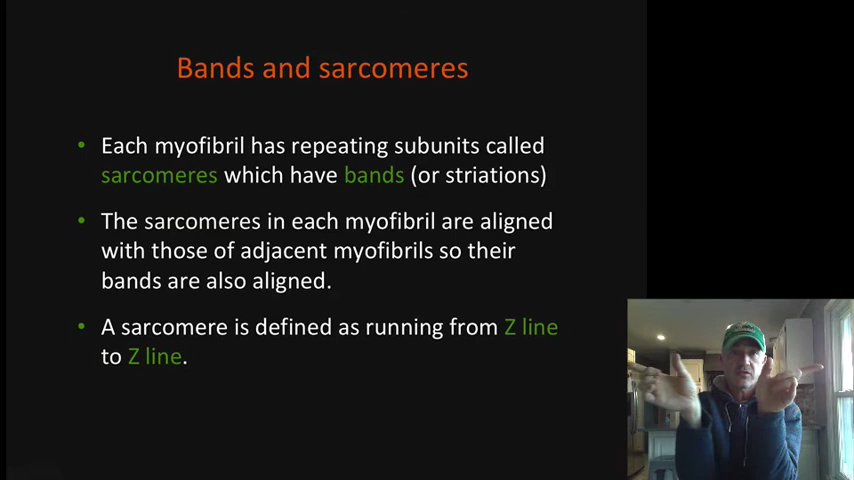 Bands and sarcomeres
• Each myofibril has repeating subunits called
sarcomeres which have bands (or striations)
• The sarcomeres in each myofibril are aligned
with those of adjacent myofibrils so their
bands are also aligned.
• A sarcomere is defined as running from Z line
to Z line.